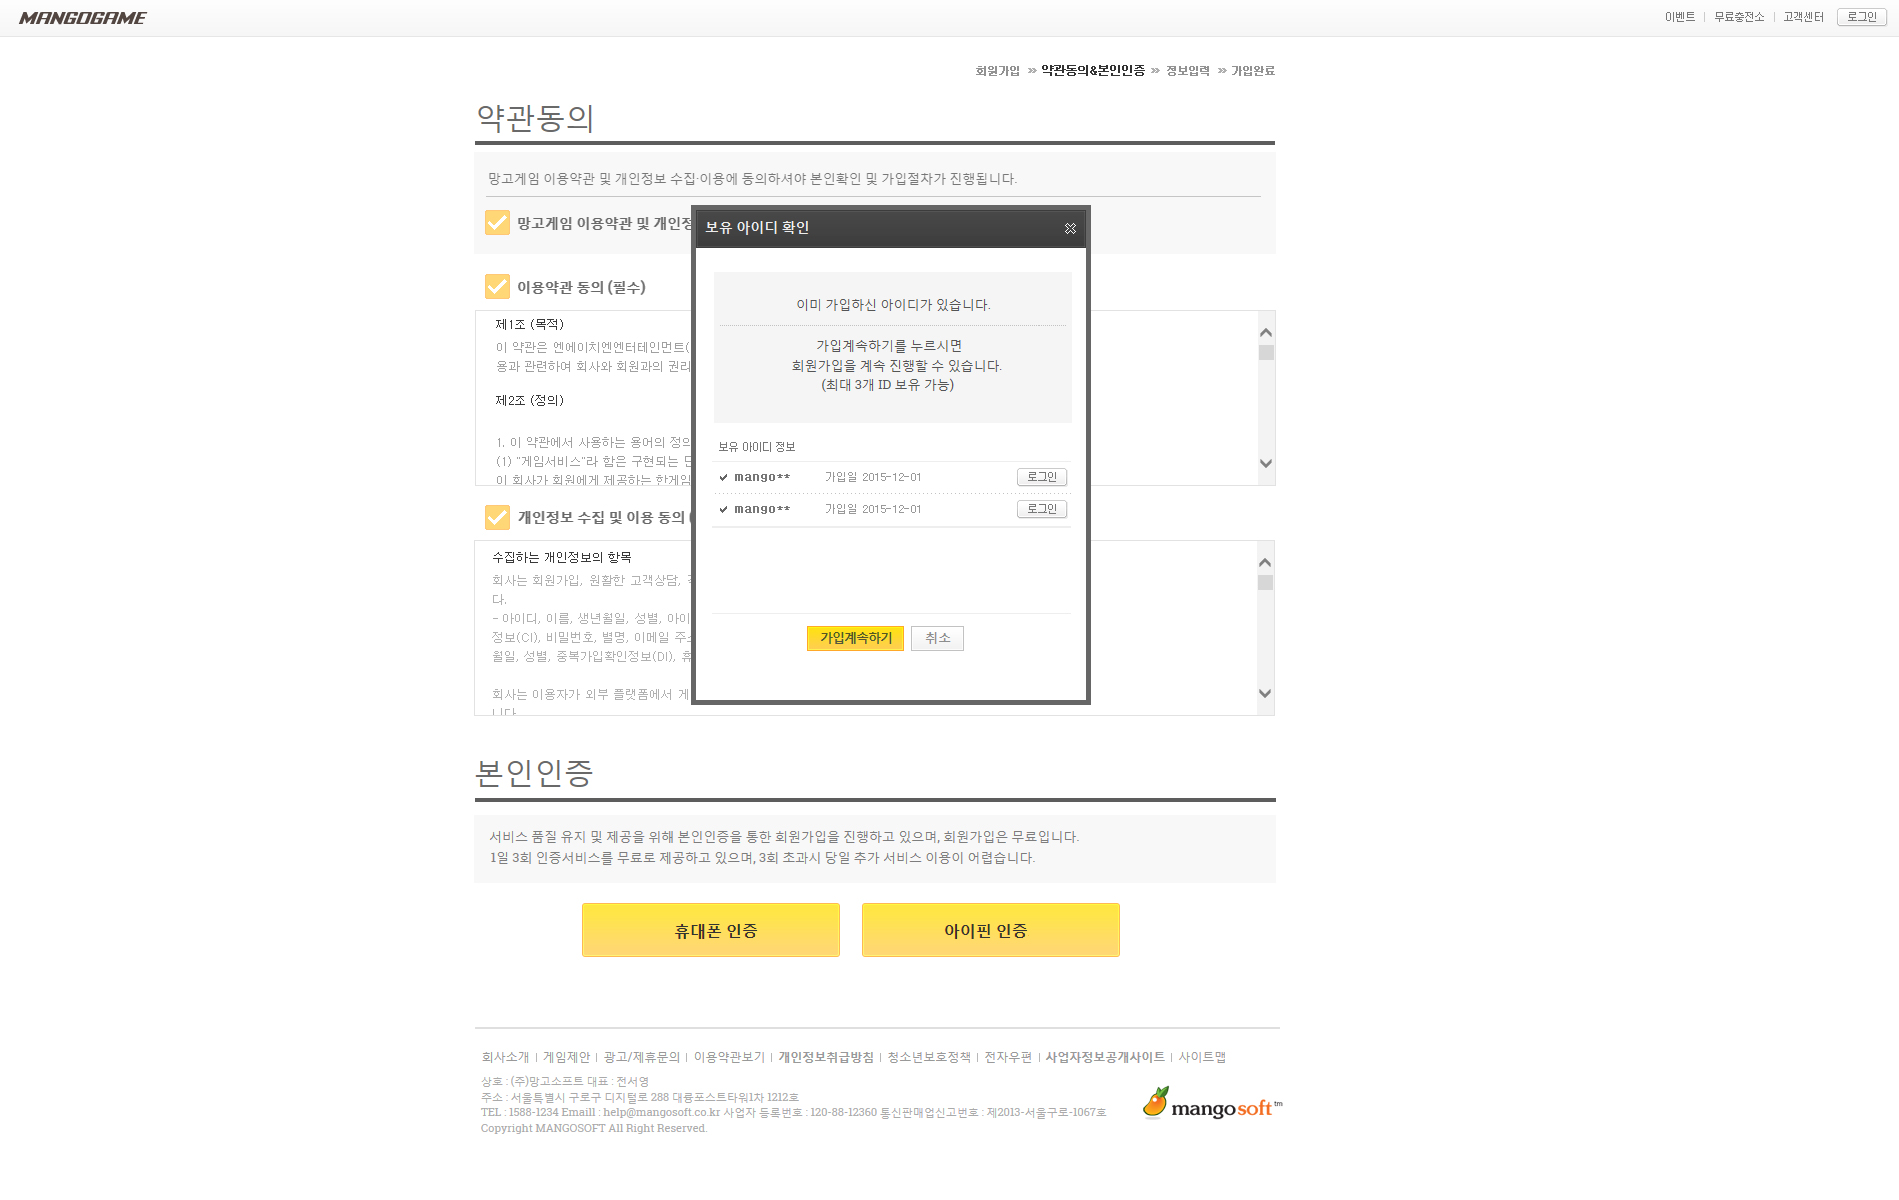 MANGOGAME
이벤트 | 무료충전소 | 고객센터 로그인
회원가입 » 약관동의&본인인증 » 정보입력 » 가입완료
약관동의
망고게임 이용약관 및 개인정보 수집·이용에 동의하셔야 본인확인 및 가입절차가 진행됩니다.
망고게임 이용약관 및 개인정
이용약관 동의 (필수)
제1조 (목적)
이 약관은 엔에이치엔엔터테인먼트(
용과 관련하여 회사와 회원과의 권리
제2조 (정의)
1. 이 약관에서 사용하는 용어의 정의
(1) "게임서비스"라 함은 구현되는 단
이 회사가 회원에게 제공하는 한게임
개인정보 수집 및 이용 동의 (
수집하는 개인정보의 항목
회사는 회원가입, 원활한 고객상담,
다.
- 아이디, 이름, 생년월일, 성별, 아이
정보(CI), 비밀번호, 별명, 이메일 주소
월일, 성별, 중복가입확인정보(DI), 휴
회사는 이용자가 외부 플랫폼에서 게
니다.
보유 아이디 확인
이미 가입하신 아이디가 있습니다.
가입계속하기를 누르시면
회원가입을 계속 진행할 수 있습니다.
(최대 3개 ID 보유 가능)
보유 아이디 정보
mango** 가입일 2015-12-01 로그인
mango** 가입일 2015-12-01 로그인
가입계속하기 취소
본인인증
서비스 품질 유지 및 제공을 위해 본인인증을 통한 회원가입을 진행하고 있으며, 회원가입은 무료입니다.
1일 3회 인증서비스를 무료로 제공하고 있으며, 3회 초과시 당일 추가 서비스 이용이 어렵습니다.
휴대폰 인증 아이핀 인증
회사소개 | 게임제안 | 광고/제휴문의 | 이용약관보기 | 개인정보취급방침 | 청소년보호정책 | 전자우편 | 사업자정보공개사이트 | 사이트맵
상호 : (주)망고소프트 대표 : 전서영
주소 : 서울특별시 구로구 디지털로 288 대륭포스트타워1차 1212호
TEL : 1588-1234 Emaill : help@mangosoft.co.kr 사업자 등록번호 : 120-88-12360 통신판매업신고번호 : 제2013-서울구로-1067호
Copyright MANGOSOFT All Right Reserved.
mangosoft tm